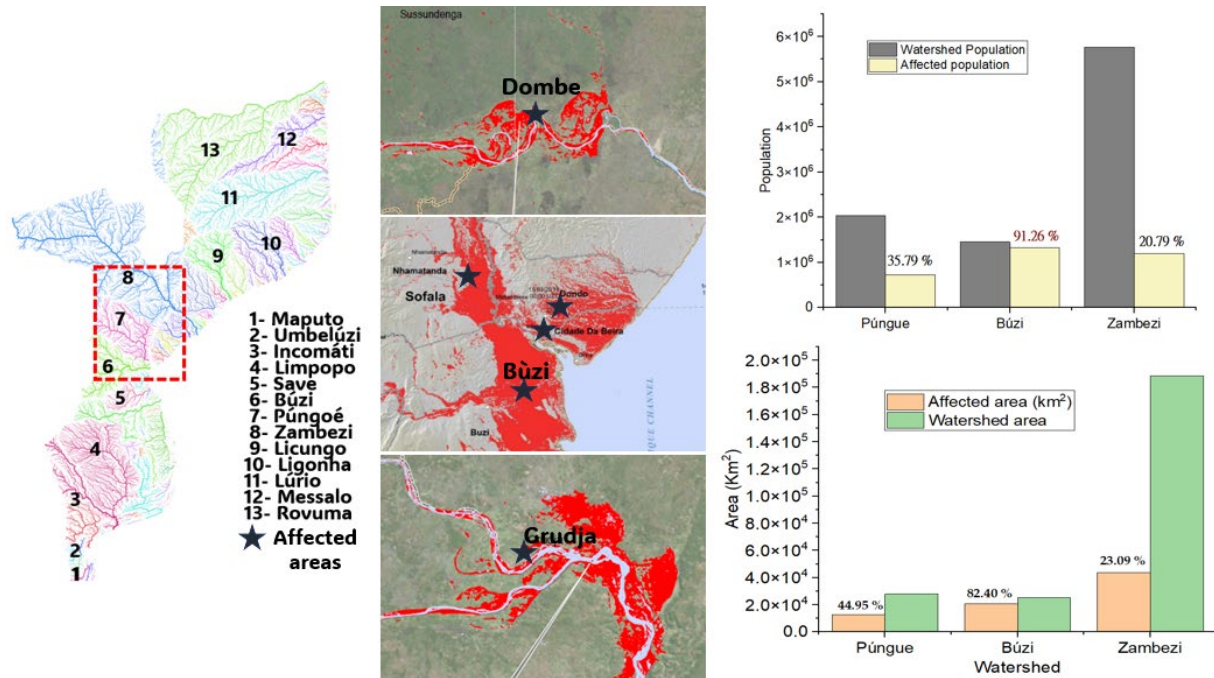 13
12
11
10
9
8
7
6
5
4
3
2
1
1- Maputo
2- Umbelúzi
3- Incomáti
4- Limpopo
5- Save
6- Búzi
7- Púngoé
8- Zambezi
9- Licungo
10- Ligonha
11- Lúrio
12- Messalo
13- Rovuma
Affected
areas
Sussundenga
Dombe
Nhamatanda
Nhamatanda
Sofala
Dondo
Cidade Da Beira
Bùzi
Buzi
QUE CHANNEL
Grudja
6×10⁶
5×10⁶
4×10⁶
3×10⁶
2×10⁶
1×10⁶
0
Population
Watershed Population
Affected population
35.79 %
91.26 %
20.79 %
Púngue
Búzi
Zambezi
2.0×10⁵
1.8×10⁵
1.6×10⁵
1.4×10⁵
1.2×10⁵
1.0×10⁵
8.0×10⁴
6.0×10⁴
4.0×10⁴
2.0×10⁴
0.0
Area (Km²)
Affected area (km²)
Watershed area
44.95 %
82.40 %
23.09 %
Púngue
Búzi
Zambezi
Watershed